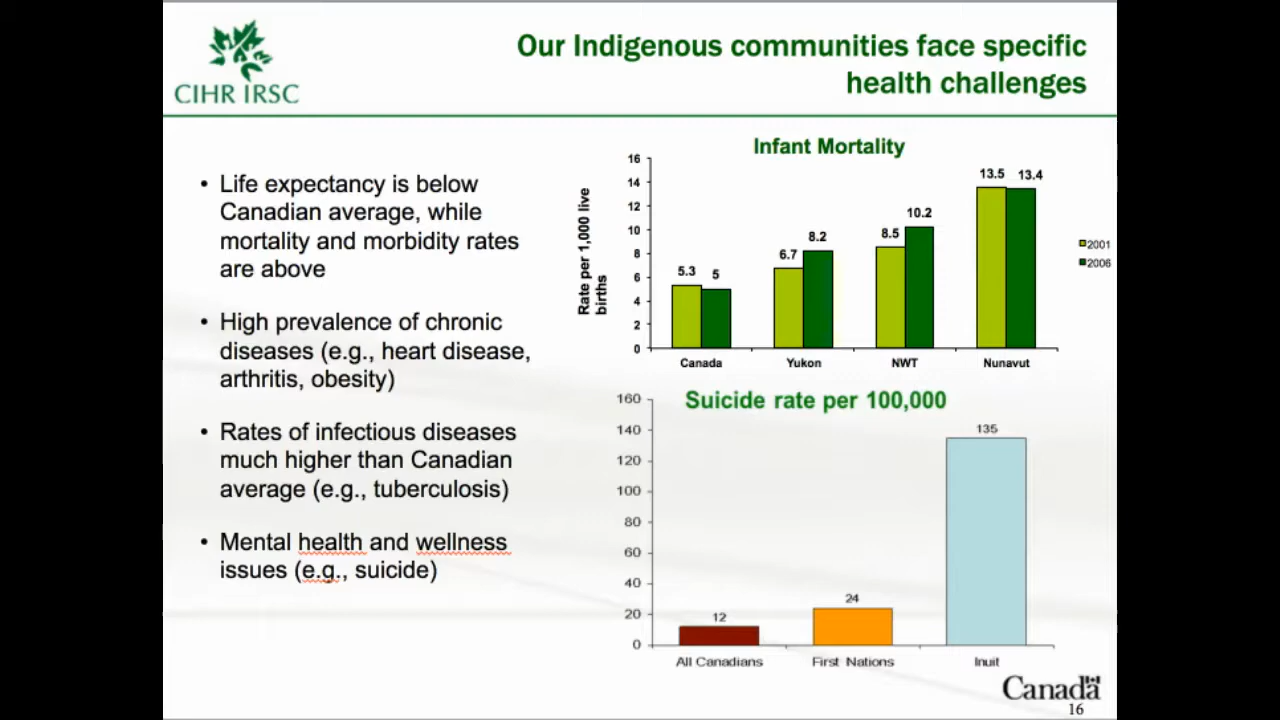 CIHR IRSC
Our Indigenous communities face specific
health challenges
• Life expectancy is below
Canadian average, while
mortality and morbidity rates
are above
• High prevalence of chronic
diseases (e.g., heart disease,
arthritis, obesity)
• Rates of infectious diseases
much higher than Canadian
average (e.g., tuberculosis)
• Mental health and wellness
issues (e.g., suicide)
Infant Mortality
Rate per 1,000 live
births
16
14
12
10
8
6
4
2
0
5.3
5
6.7
8.2
8.5
10.2
13.5
13.4
Canada
Yukon
NWT
Nunavut
2001
2006
Suicide rate per 100,000
160
140
120
100
80
60
40
20
0
12
24
135
All Canadians
First Nations
Inuit
Canada
16